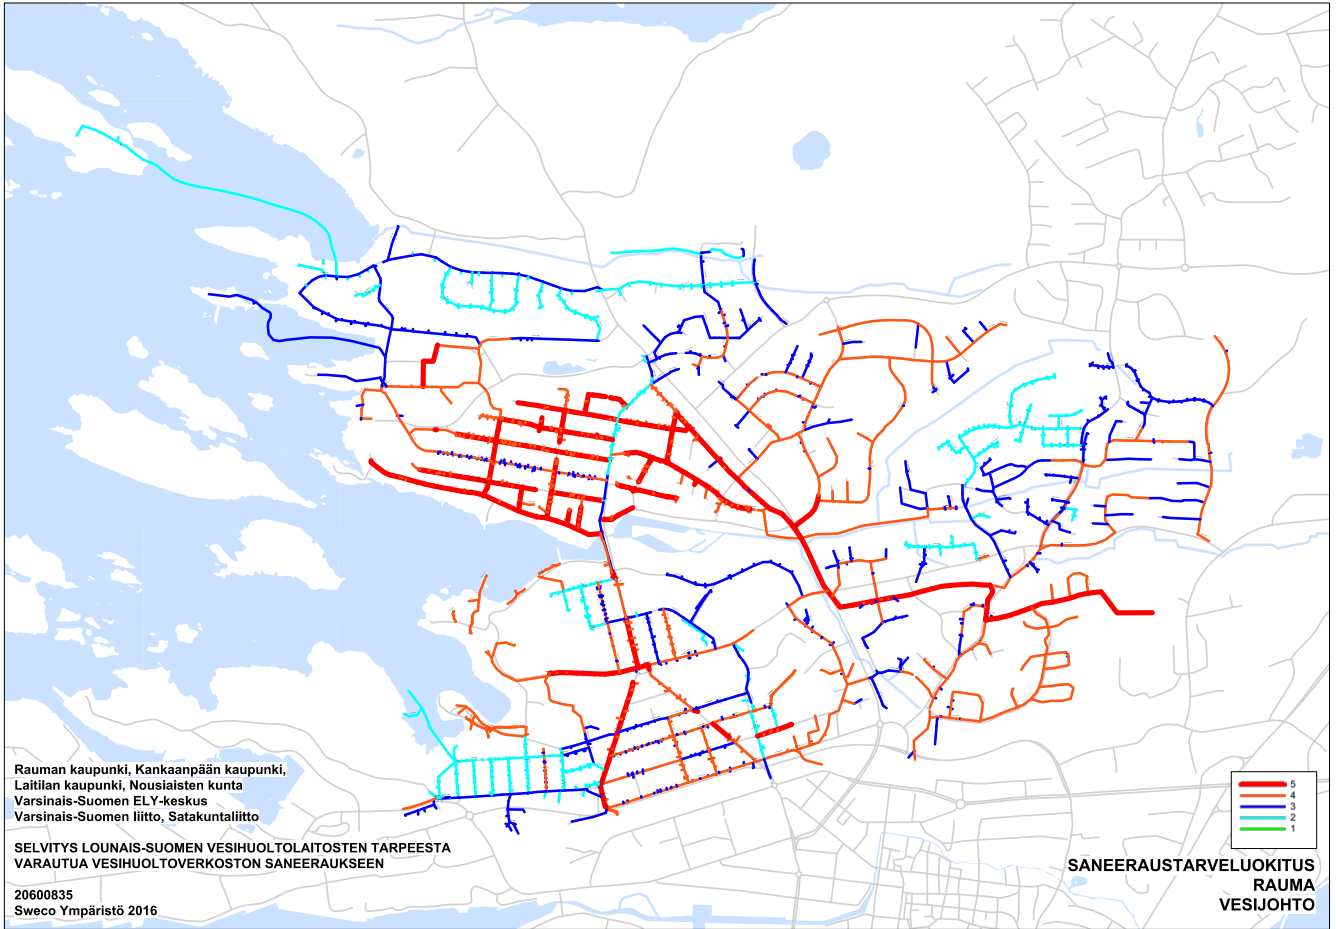 Rauman kaupunki, Kankaanpään kaupunki,
Laitilan kaupunki, Nousiaisten kunta
Varsinais-Suomen ELY-keskus
Varsinais-Suomen liitto, Satakuntaliitto
SELVITYS LOUNAIS-SUOMEN VESIHUOLTOLAITOSTEN TARPEESTA
VARAUTUA VESIHUOLTOVERKOSTON SANEERAUKSEEN
20600835
Sweco Ympäristö 2016
5
4
3
2
1
SANEERAUSTARVELUOKITUS
RAUMA
VESIJOHTO